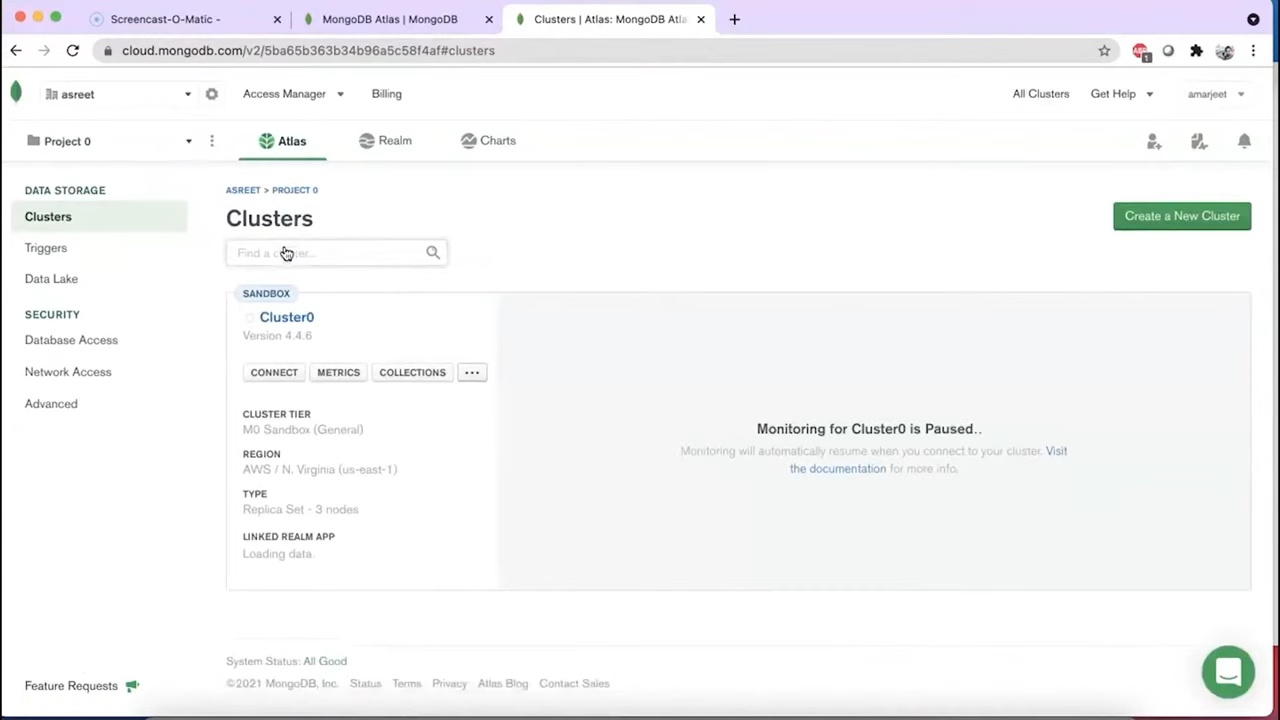 Screencast-O-Matic -
MongoDB Atlas | MongoDB
Clusters | Atlas: MongoDB Atla
cloud.mongodb.com/v2/5ba65b363b34b96a5c58f4af#clusters
1
asreet
Access Manager
Billing
All Clusters
Get Help
amarjeet
Project 0
Atlas
Realm
Charts
DATA STORAGE
Clusters
Triggers
Data Lake
SECURITY
Database Access
Network Access
Advanced
Feature Requests
ASREET > PROJECT 0
Clusters
Create a New Cluster
Find a
SANDBOX
Cluster0
Version 4.4.6
CONNECT METRICS COLLECTIONS ...
CLUSTER TIER
M0 Sandbox (General)
REGION
AWS / N. Virginia (us-east-1)
TYPE
Replica Set - 3 nodes
LINKED REALM APP
Loading data.
Monitoring for Cluster0 is Paused..
Monitoring will automatically resume when you connect to your cluster. Visit
the documentation for more info.
System Status: All Good
©2021 MongoDB, Inc. Status Terms Privacy Atlas Blog Contact Sales